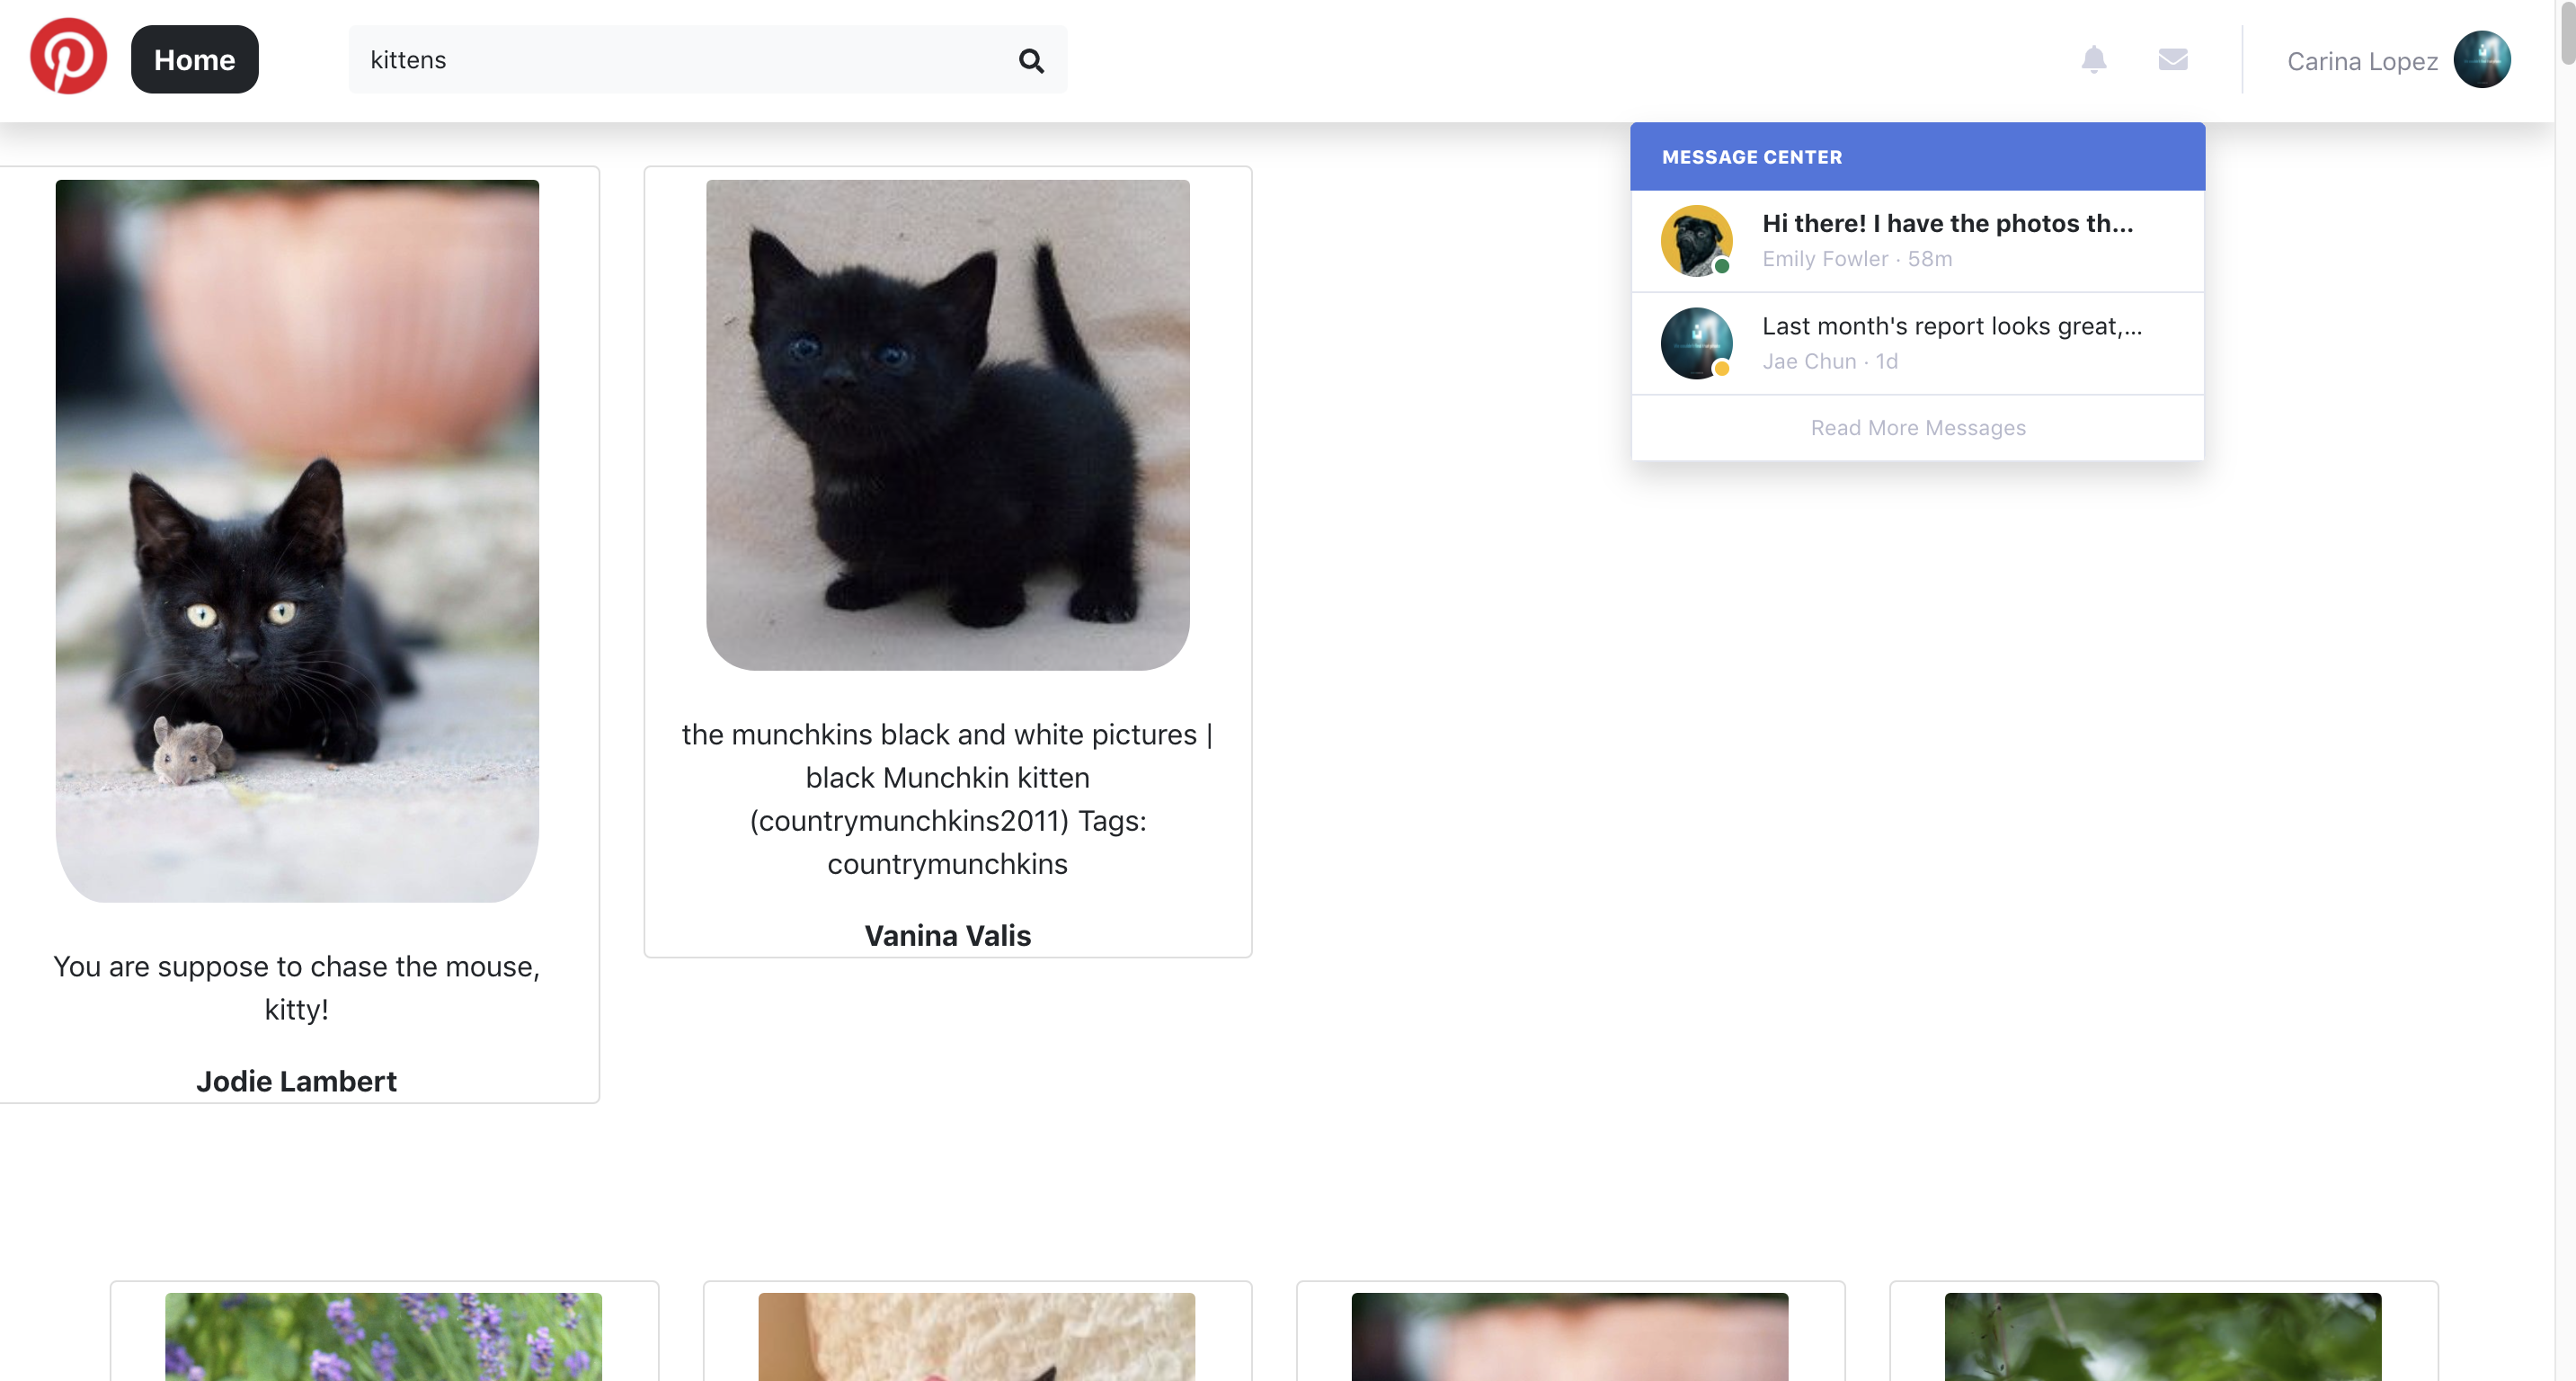 Home
kittens
Carina Lopez
MESSAGE CENTER
Hi there! I have the photos th...
Emily Fowler · 58m
Last month's report looks great,...
Jae Chun · 1d
Read More Messages
You are suppose to chase the mouse,
kitty!
Jodie Lambert
the munchkins black and white pictures |
black Munchkin kitten
(countrymunchkins2011) Tags:
countrymunchkins
Vanina Valis